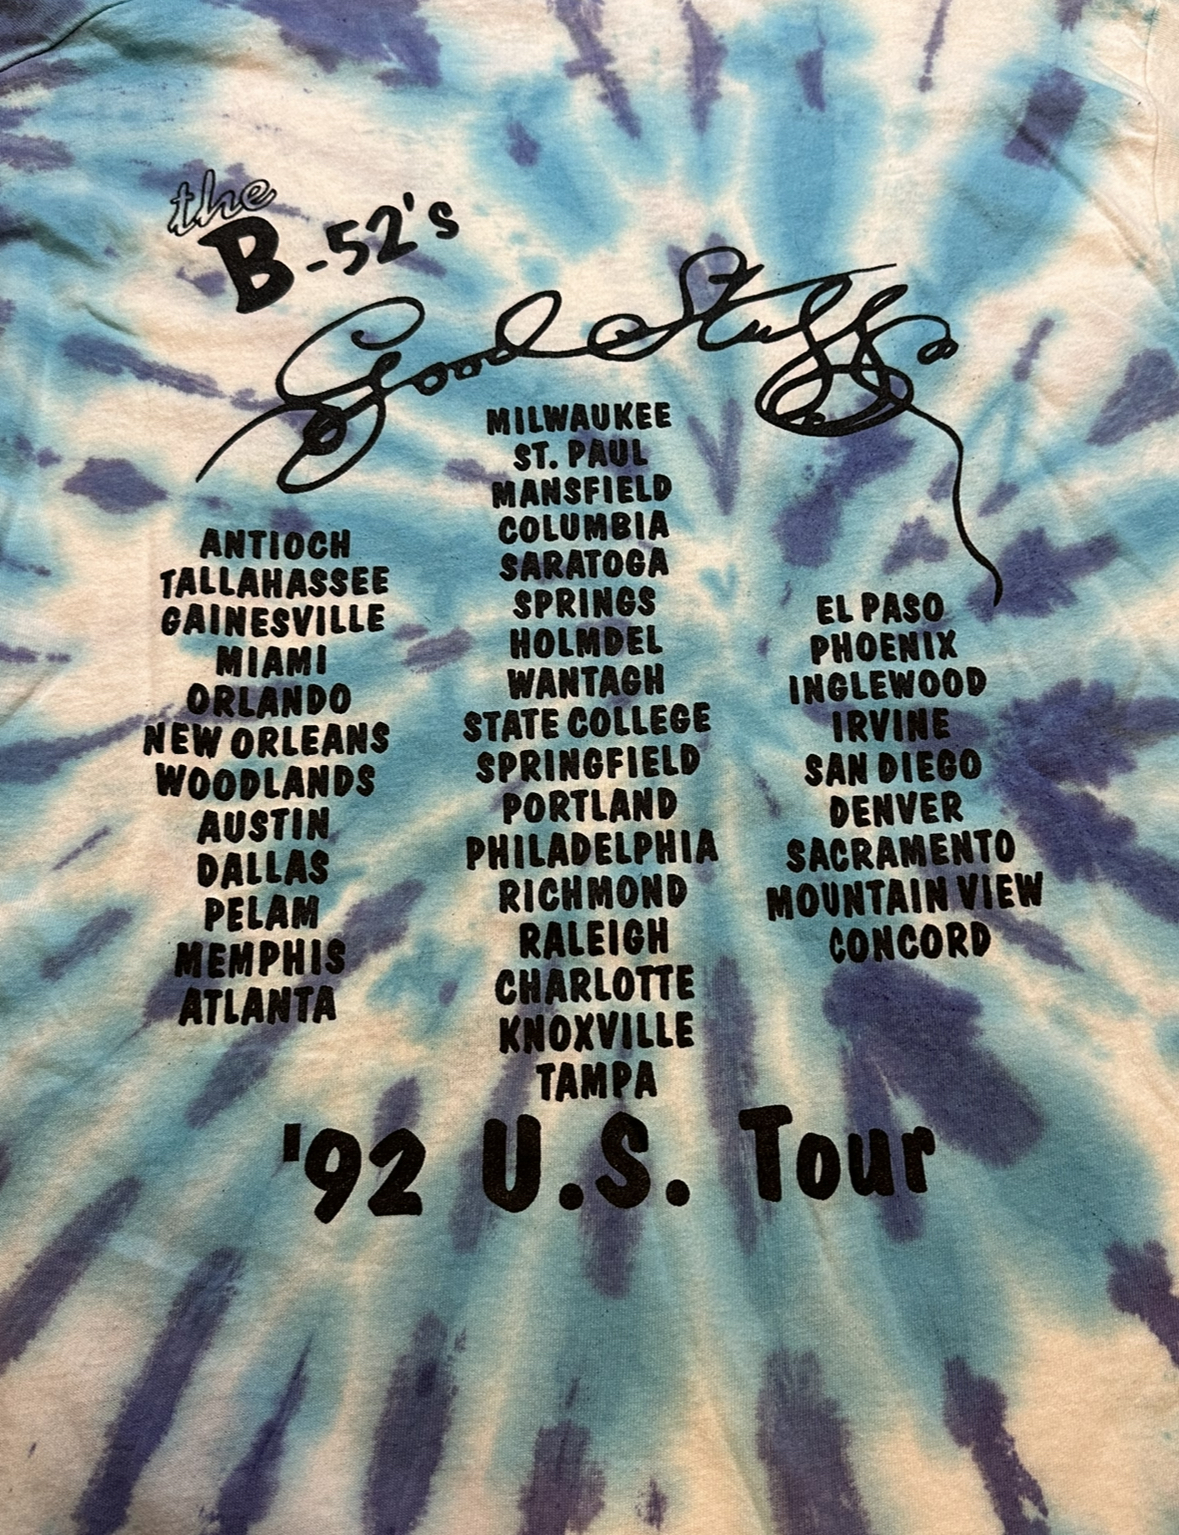 the
B-52's
Good Stuff
ANTIOCH
TALLAHASSEE
GAINESVILLE
MIAMI
ORLANDO
NEW ORLEANS
WOODLANDS
AUSTIN
DALLAS
PELAM
MEMPHIS
ATLANTA
MILWAUKEE
ST. PAUL
MANSFIELD
COLUMBIA
SARATOGA
SPRINGS
HOLMDEL
WANTAGH
STATE COLLEGE
SPRINGFIELD
PORTLAND
PHILADELPHIA
RICHMOND
RALEIGH
CHARLOTTE
KNOXVILLE
TAMPA
EL PASO
PHOENIX
INGLEWOOD
IRVINE
SAN DIEGO
DENVER
SACRAMENTO
MOUNTAIN VIEW
CONCORD
'92 U.S. Tour